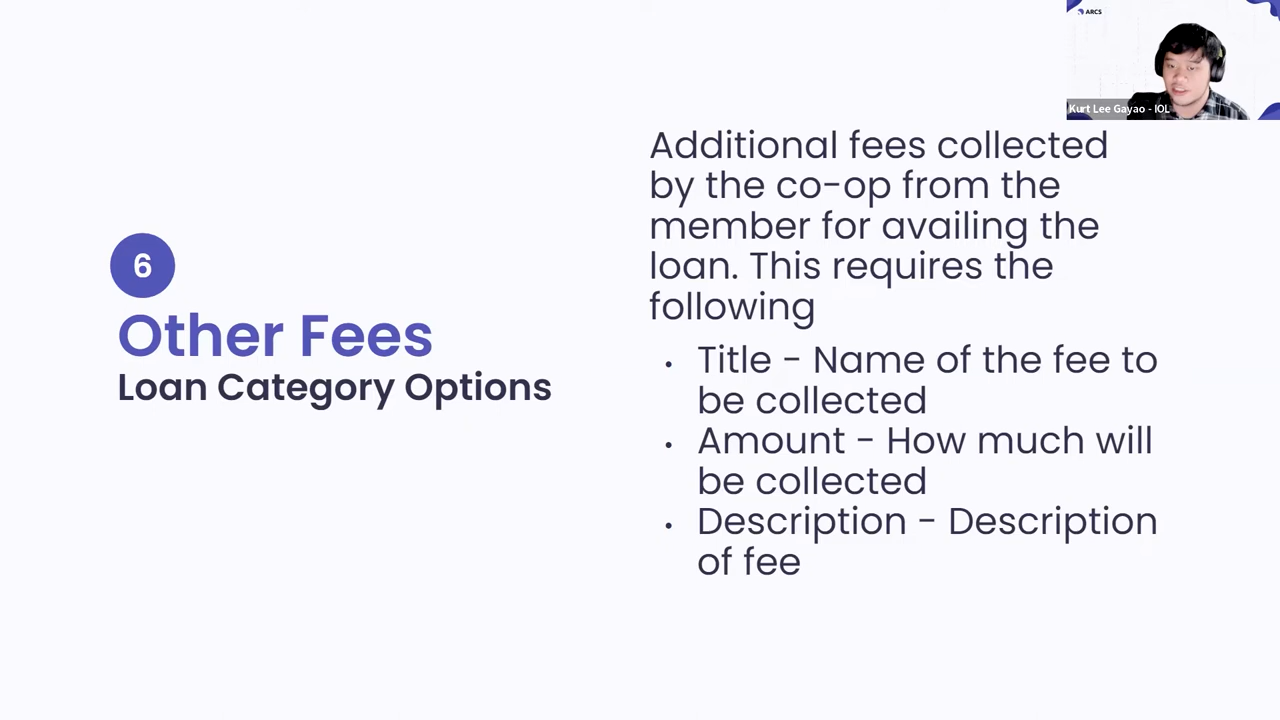 ARCS
Kurt Lee Gayao - IOL
6
Other Fees
Loan Category Options
Additional fees collected
by the co-op from the
member for availing the
loan. This requires the
following
• Title - Name of the fee to
be collected
• Amount - How much will
be collected
• Description - Description
of fee